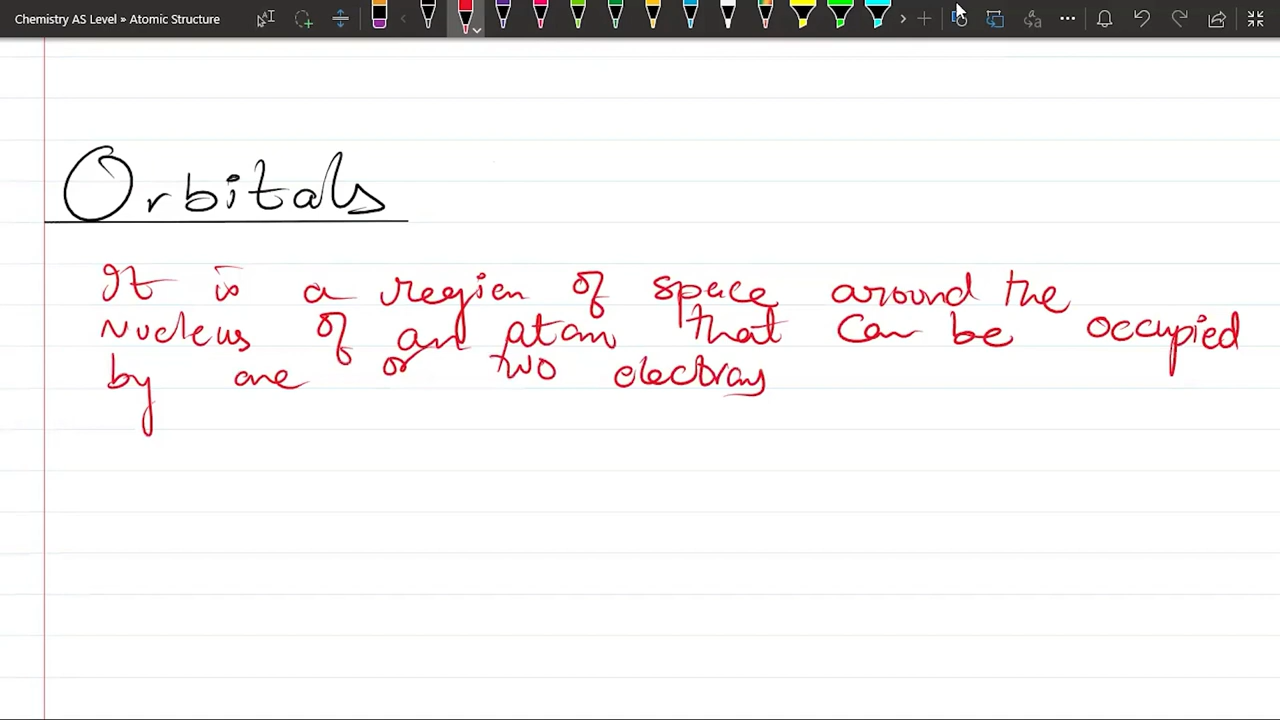 Chemistry AS Level » Atomic Structure
Orbitals
It is a region of space around the
Nucleus of an atom that can be occupied
by one or two electrons